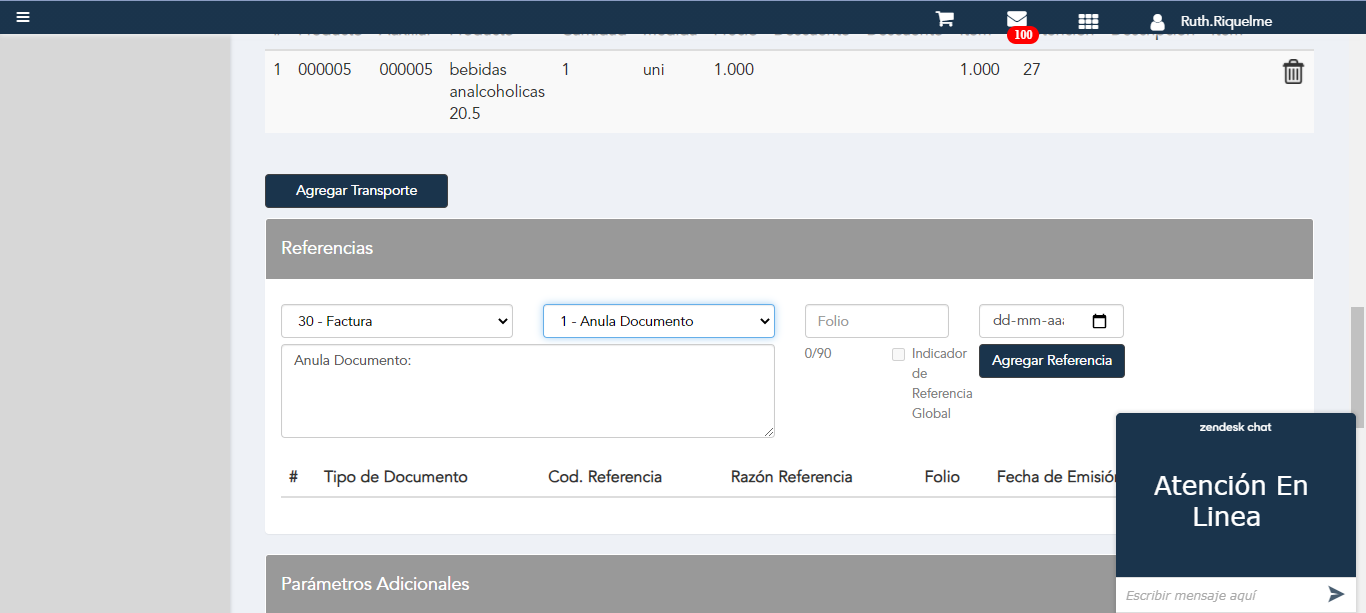 Ruth.Riquelme
100
1 000005 000005 bebidas 1 uni 1.000 1.000 27
analcoholicas
20.5
Agregar Transporte
Referencias
30 - Factura 1 - Anula Documento Folio dd-mm-aa
Anula Documento: 0/90 Indicador Agregar Referencia
de
Referencia
Global
# Tipo de Documento Cod. Referencia Razón Referencia Folio Fecha de Emisión
zendesk chat
Atención En
Linea
Parámetros Adicionales
Escribir mensaje aquí